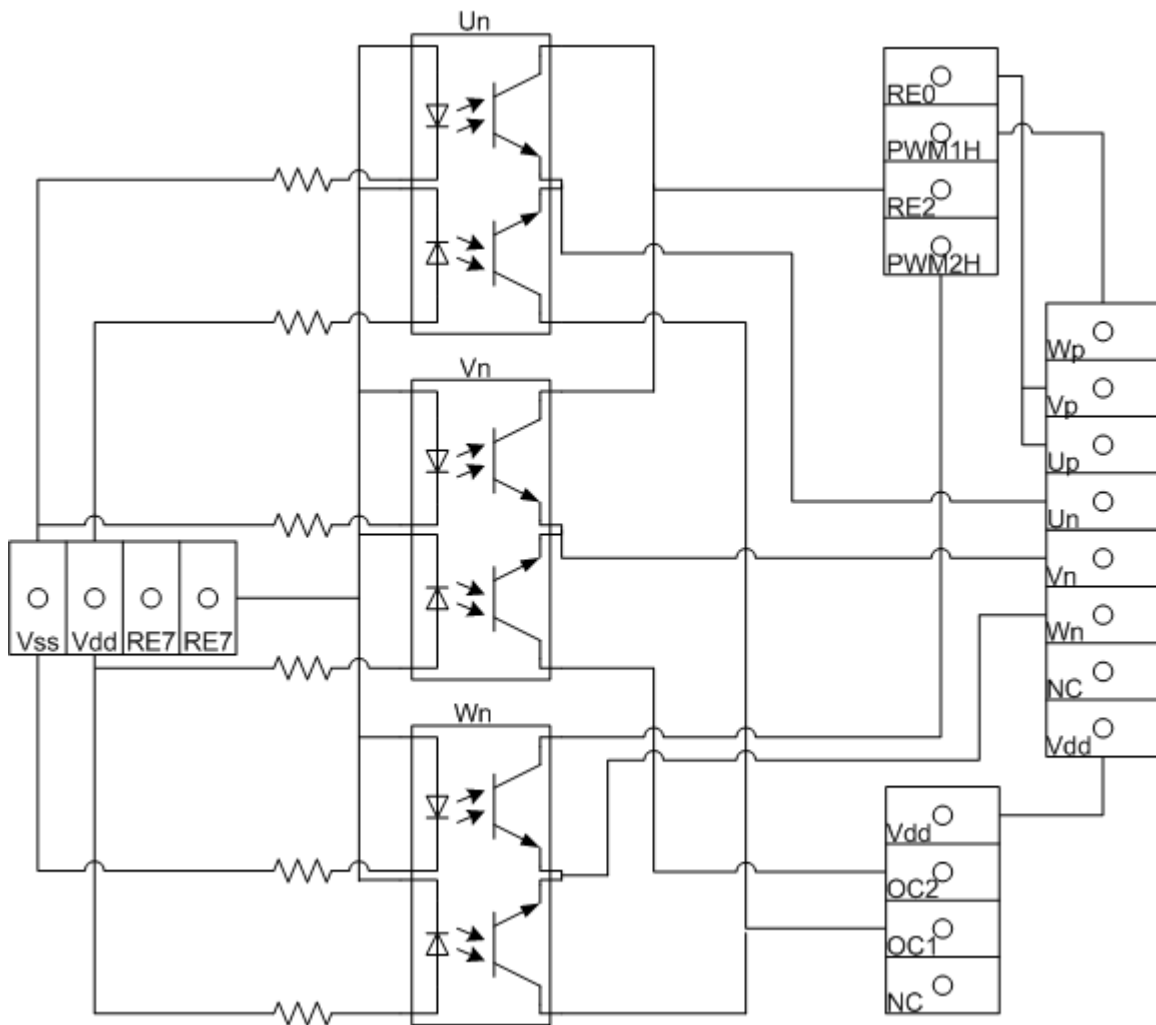 Un
RE0
PWM1H
RE2
PWM2H
Wp
Vp
Up
Un
Vn
Wn
NC
Vdd
Vn
Vss Vdd RE7 RE7
Wn
Vdd
OC2
OC1
NC